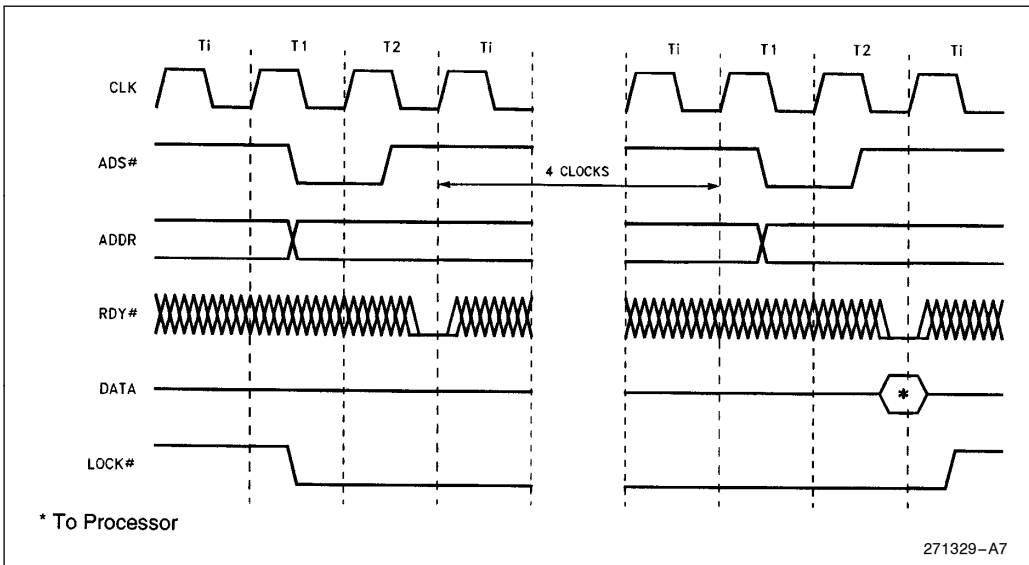 Ti T1 T2 Ti Ti T1 T2 Ti
CLK
ADS#
4 CLOCKS
ADDR
RDY#
DATA
*
LOCK#
* To Processor
271329-A7